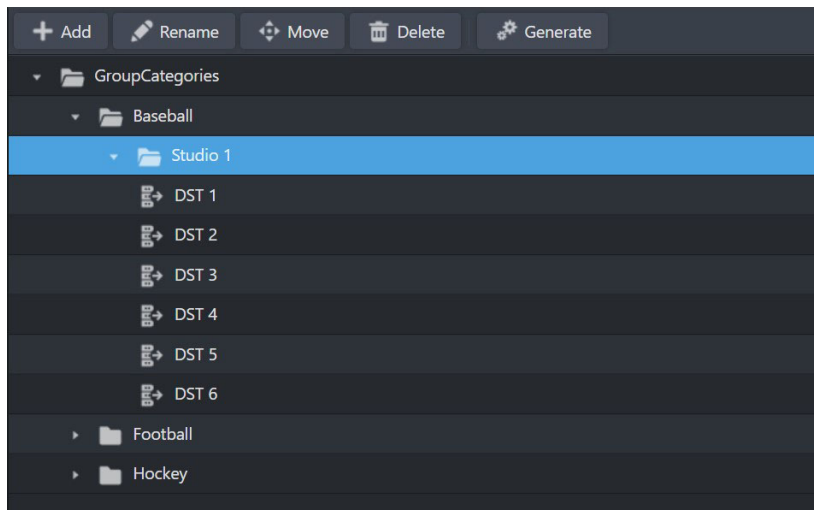 Add Rename Move Delete Generate
GroupCategories
Baseball
Studio 1
DST 1
DST 2
DST 3
DST 4
DST 5
DST 6
Football
Hockey